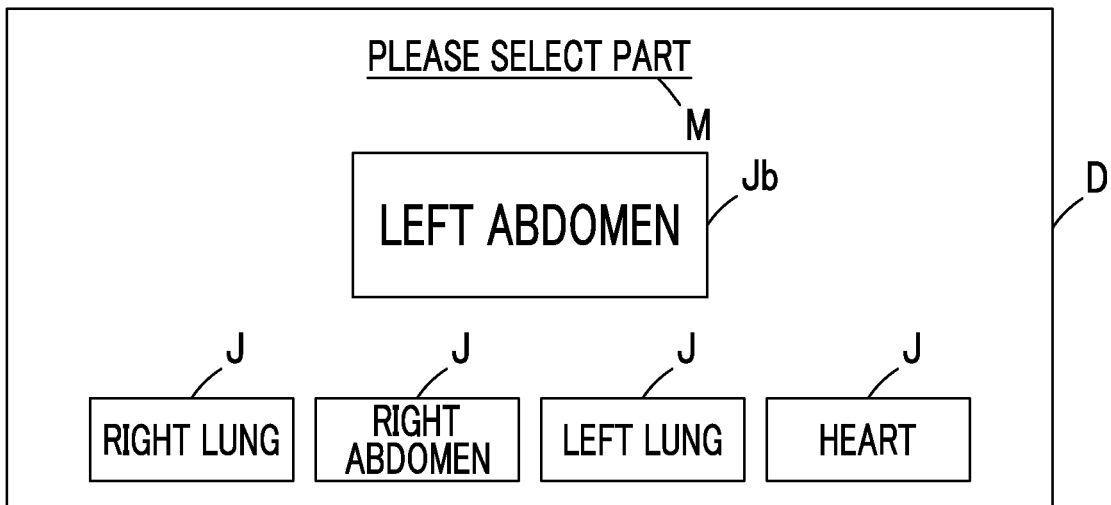 PLEASE SELECT PART
M
LEFT ABDOMEN
Jb
D
J
J
J
J
RIGHT LUNG
RIGHT
ABDOMEN
LEFT LUNG
HEART